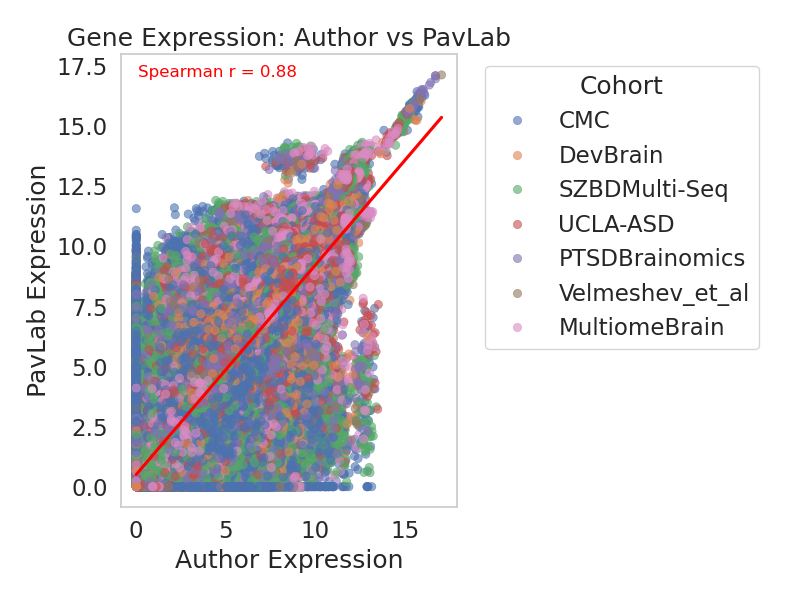 Gene Expression: Author vs PavLab
Spearman r = 0.88
17.5
15.0
12.5
10.0
7.5
5.0
2.5
0.0
PavLab Expression
0
5
10
15
Author Expression
Cohort
CMC
DevBrain
SZBDMulti-Seq
UCLA-ASD
PTSDBrainomics
Velmeshev_et_al
MultiomeBrain